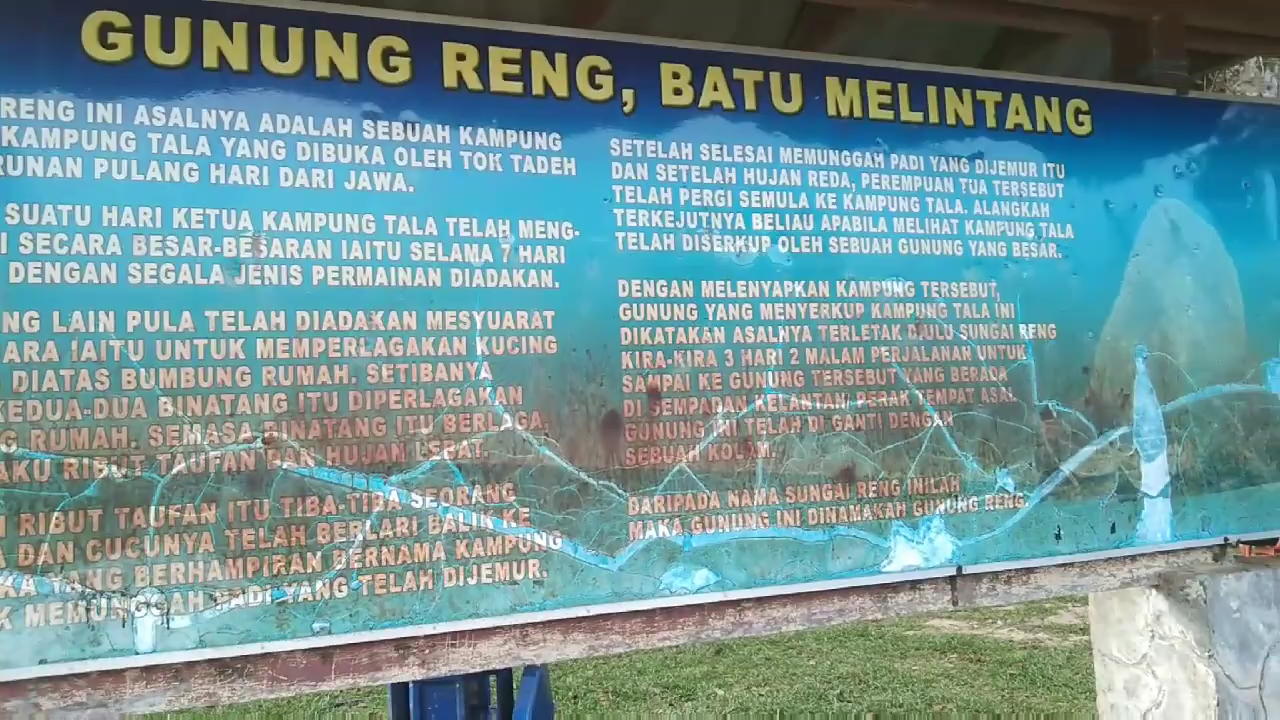 GUNUNG RENG, BATU MELINTANG
RENG INI ASALNYA ADALAH SEBUAH KAMPUNG
KAMPUNG TALA YANG DIBUKA OLEH TOK TADEH
RUNAN PULANG HARI DARI JAWA.
SUATU HARI KETUA KAMPUNG TALA TELAH MENG-
I SECARA BESAR-BESARAN IAITU SELAMA 7 HARI
DENGAN SEGALA JENIS PERMAINAN DIADAKAN.
NG LAIN PULA TELAH DIADAKAN MESYUARAT
ARA IAITU UNTUK MEMPERLAGAKAN KUCING
DIATAS BUMBUNG RUMAH. SETIBANYA
KEDUA-DUA BINATANG ITU DIPERLAGAKAN
G RUMAH. SEMASA BINATANG ITU BERLAGA,
AKU RIBUT TAUFAN DAN HUJAN LEBAT.
RIBUT TAUFAN ITU TIBA-TIBA SEORANG
DAN CUCUNYA TELAH BERLARI BALIK KE
YANG BERHAMPIRAN BERNAMA KAMPUNG
K MEMUNGGAH PADI YANG TELAH DIJEMUR.
SETELAH SELESAI MEMUNGGAH PADI YANG DIJEMUR ITU
DAN SETELAH HUJAN REDA, PEREMPUAN TUA TERSEBUT
TELAH PERGI SEMULA KE KAMPUNG TALA. ALANGKAH
TERKEJUTNYA BELIAU APABILA MELIHAT KAMPUNG TALA
TELAH DISERKUP OLEH SEBUAH GUNUNG YANG BESAR.
DENGAN MELENYAPKAN KAMPUNG TERSEBUT,
GUNUNG YANG MENYERKUP KAMPUNG TALA INI
DIKATAKAN ASALNYA TERLETAK DIULU SUNGAI RENG
KIRA-KIRA 3 HARI 2 MALAM PERJALANAN UNTUK
SAMPAI KE GUNUNG TERSEBUT YANG BERADA
DI SEMPADAN KELANTAN/PERAK TEMPAT ASAL
GUNUNG INI TELAH DI GANTI DENGAN
SEBUAH KOLAM.
DARIPADA NAMA SUNGAI RENG INILAH
MAKA GUNUNG INI DINAMAKAH GUNUNG RENG.